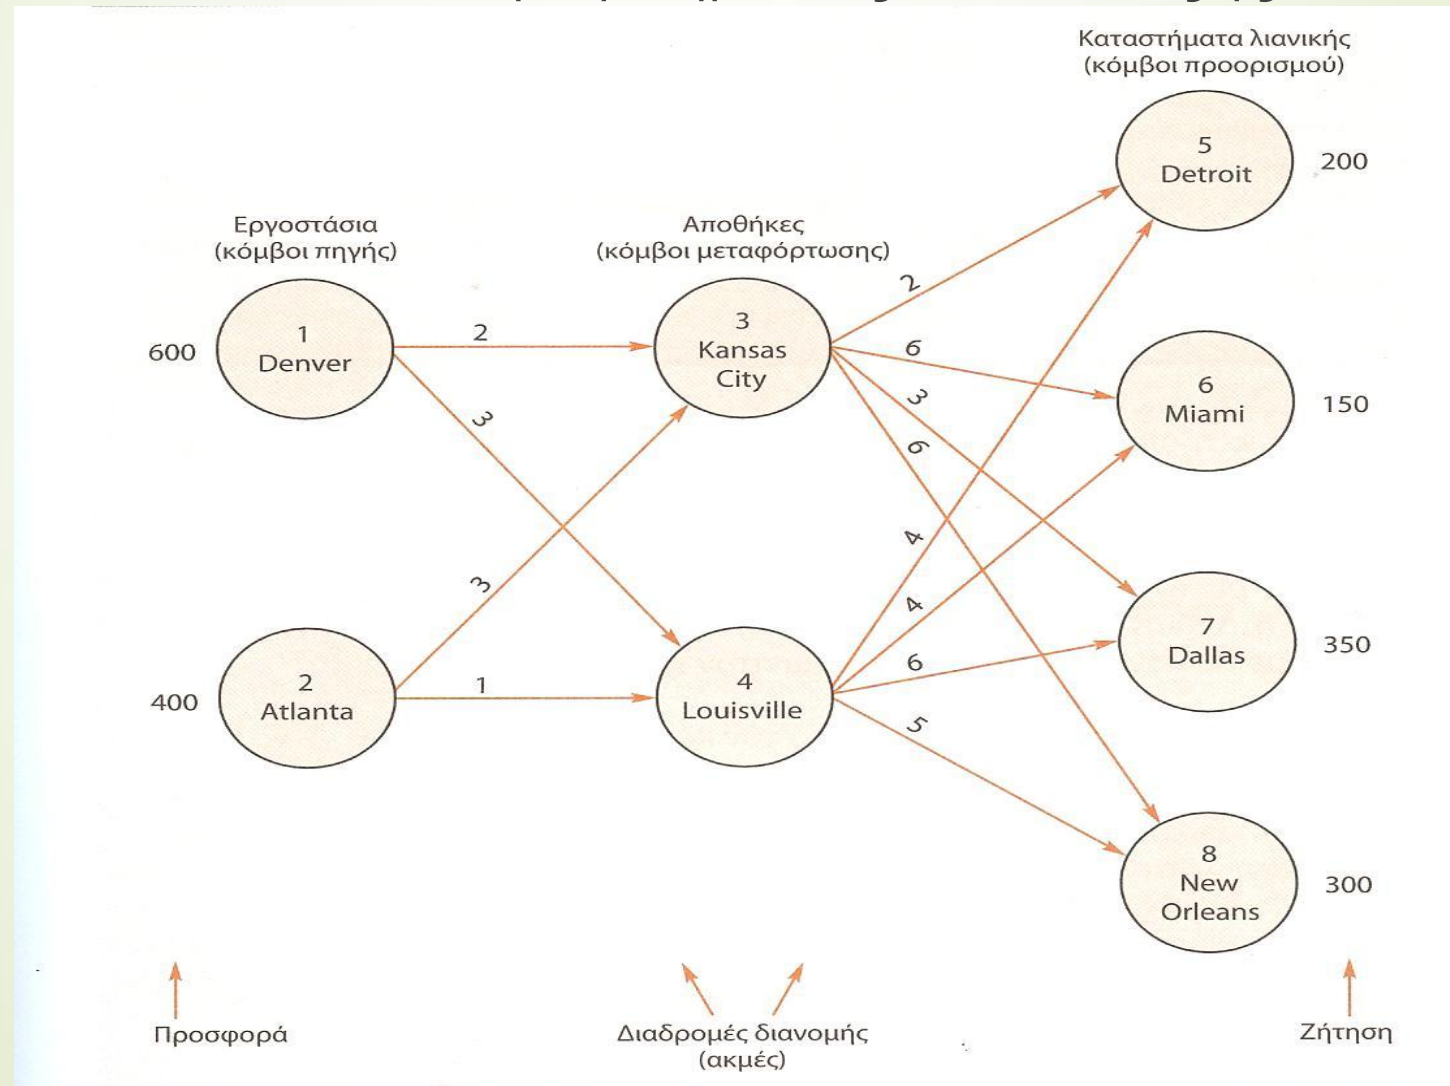 Καταστήματα λιανικής
(κόμβοι προορισμού)
5
Detroit
200
Εργοστάσια
(κόμβοι πηγής)
Αποθήκες
(κόμβοι μεταφόρτωσης)
2
600
1
Denver
2
3
Kansas
City
6
6
Miami
150
3
3
6
4
3
4
400
2
Atlanta
1
4
Louisville
6
7
Dallas
350
5
8
New
Orleans
300
Προσφορά
Διαδρομές διανομής
(ακμές)
Ζήτηση